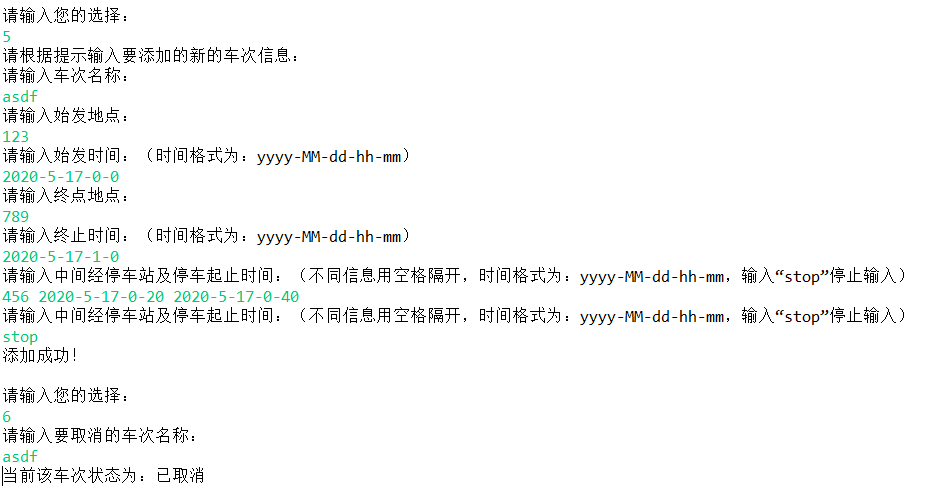 请输入您的选择：
5
请根据提示输入要添加的新的车次信息：
请输入车次名称：
asdf
请输入始发地点：
123
请输入始发时间：（时间格式为：yyyy-MM-dd-hh-mm）
2020-5-17-0-0
请输入终点地点：
789
请输入终止时间：（时间格式为：yyyy-MM-dd-hh-mm）
2020-5-17-1-0
请输入中间经停车站及停车起止时间：（不同信息用空格隔开，时间格式为：yyyy-MM-dd-hh-mm，输入“stop”停止输入）
456 2020-5-17-0-20 2020-5-17-0-40
请输入中间经停车站及停车起止时间：（不同信息用空格隔开，时间格式为：yyyy-MM-dd-hh-mm，输入“stop”停止输入）
stop
添加成功！
请输入您的选择：
6
请输入要取消的车次名称：
asdf
当前该车次状态为：已取消